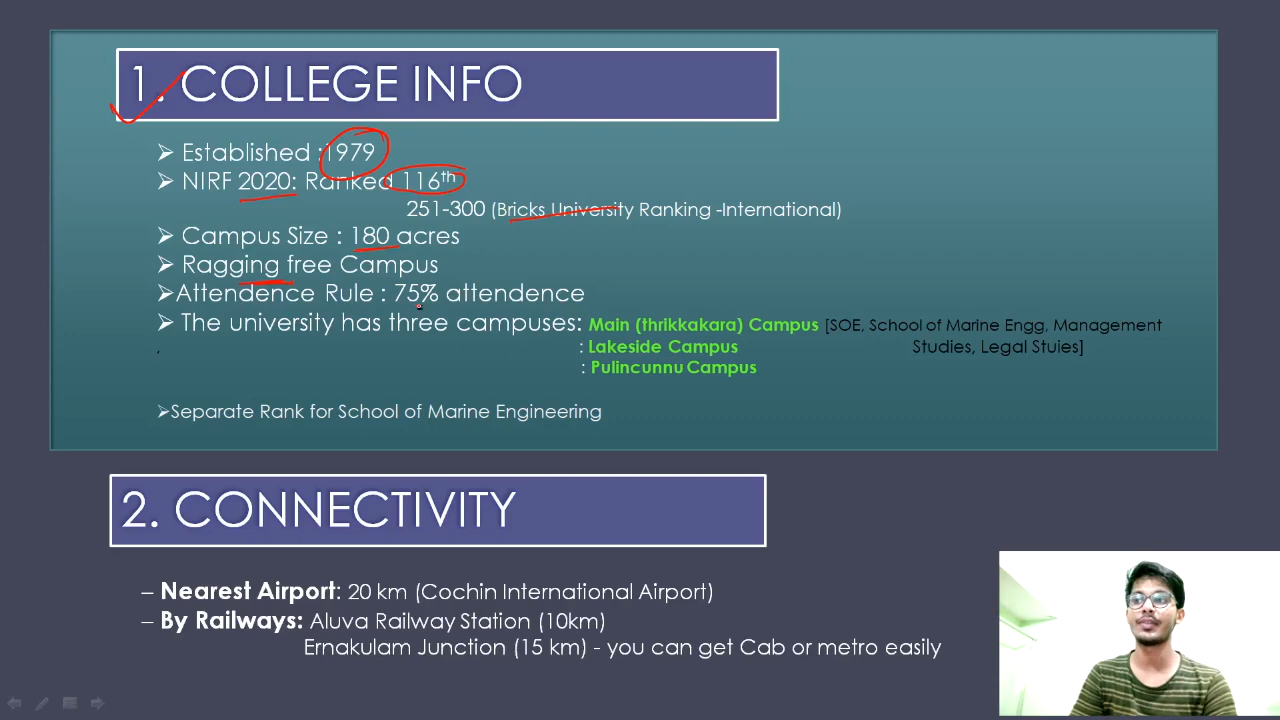 1. COLLEGE INFO
➢ Established :1979
➢ NIRF 2020: Ranked 116th
251-300 (Bricks University Ranking -International)
➢ Campus Size : 180 acres
➢ Ragging free Campus
➢Attendence Rule : 75% attendence
➢ The university has three campuses: Main (thrikkakara) Campus [SOE, School of Marine Engg, Management
, : Lakeside Campus Studies, Legal Stuies]
: Pulincunnu Campus
➢Separate Rank for School of Marine Engineering
2. CONNECTIVITY
– Nearest Airport: 20 km (Cochin International Airport)
– By Railways: Aluva Railway Station (10km)
Ernakulam Junction (15 km) - you can get Cab or metro easily